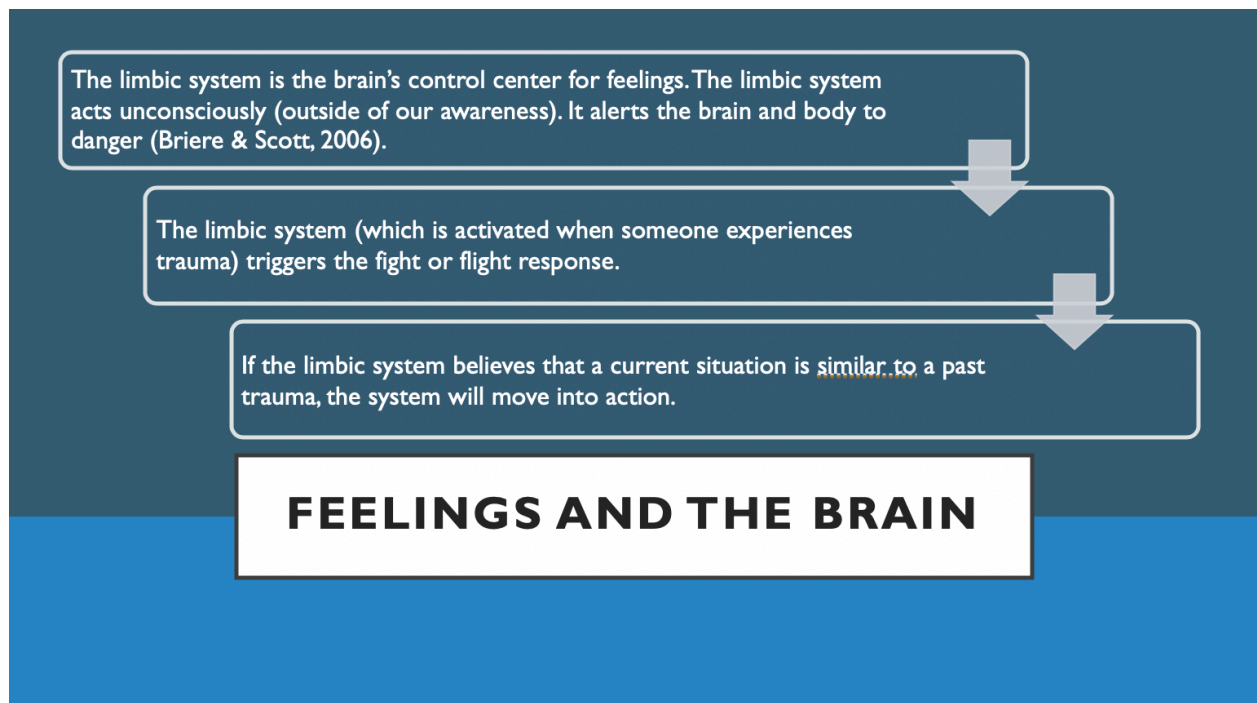 The limbic system is the brain's control center for feelings. The limbic system
acts unconsciously (outside of our awareness). It alerts the brain and body to
danger (Briere & Scott, 2006).
The limbic system (which is activated when someone experiences
trauma) triggers the fight or flight response.
If the limbic system believes that a current situation is similar to a past
trauma, the system will move into action.
FEELINGS AND THE BRAIN